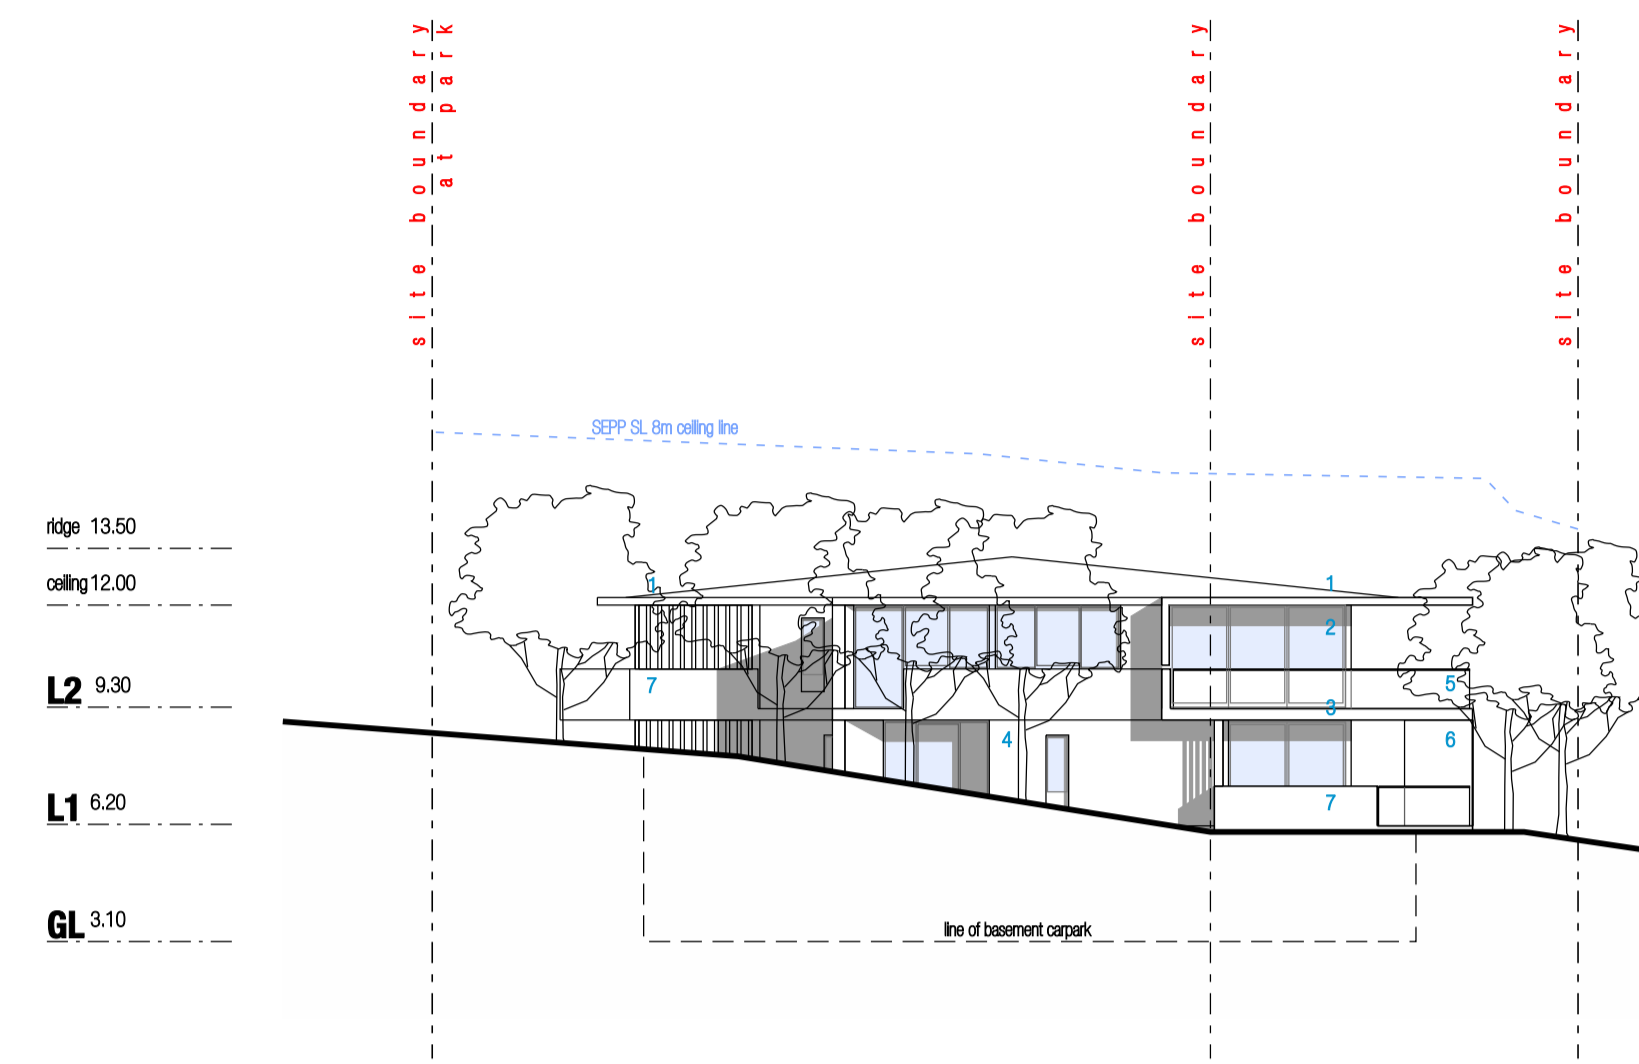 site boundary
at park
site boundary
site boundary
SEPP SL 8m ceiling line
ridge 13.50
ceiling 12.00
1
1
2
L2 9.30
7
5
3
4
6
L1 6.20
7
GL 3.10
line of basement carpark